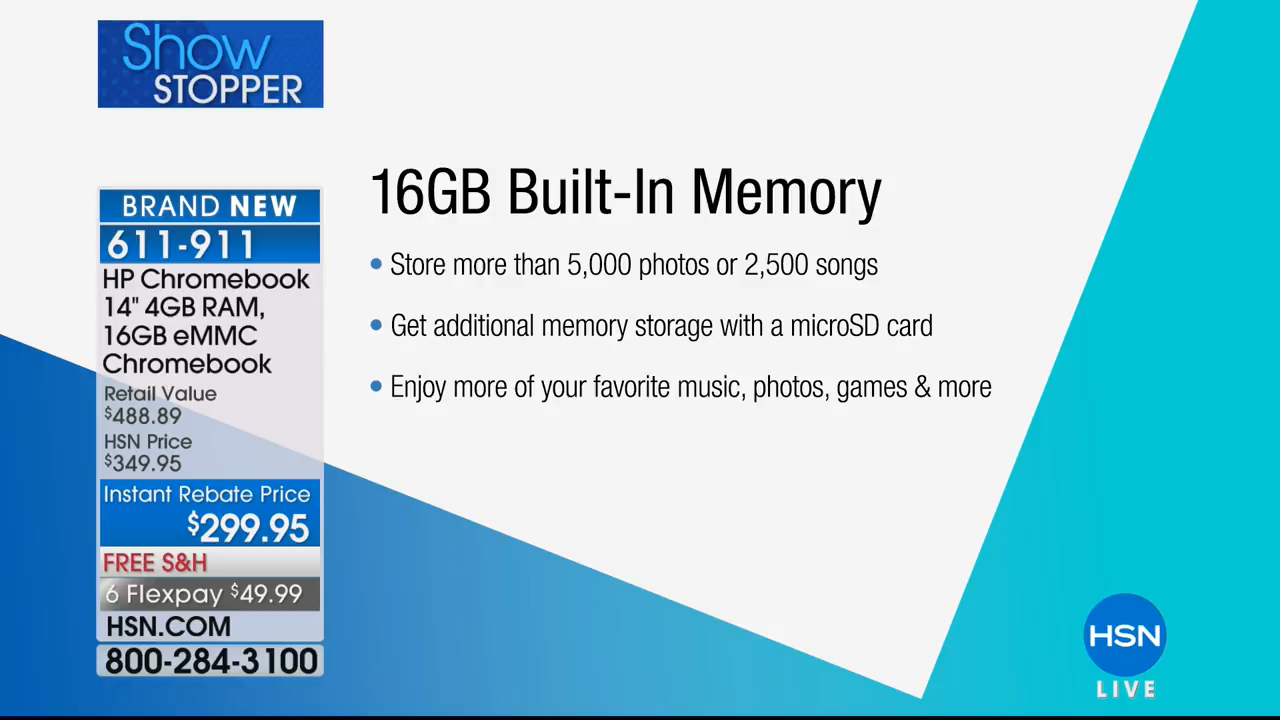 Show
STOPPER
BRAND NEW
611-911
HP Chromebook
14" 4GB RAM,
16GB eMMC
Chromebook
Retail Value
$488.89
HSN Price
$349.95
Instant Rebate Price
$299.95
FREE S&H
6 Flexpay $49.99
HSN.COM
800-284-3100
16GB Built-In Memory
• Store more than 5,000 photos or 2,500 songs
• Get additional memory storage with a microSD card
• Enjoy more of your favorite music, photos, games & more
HSN
LIVE